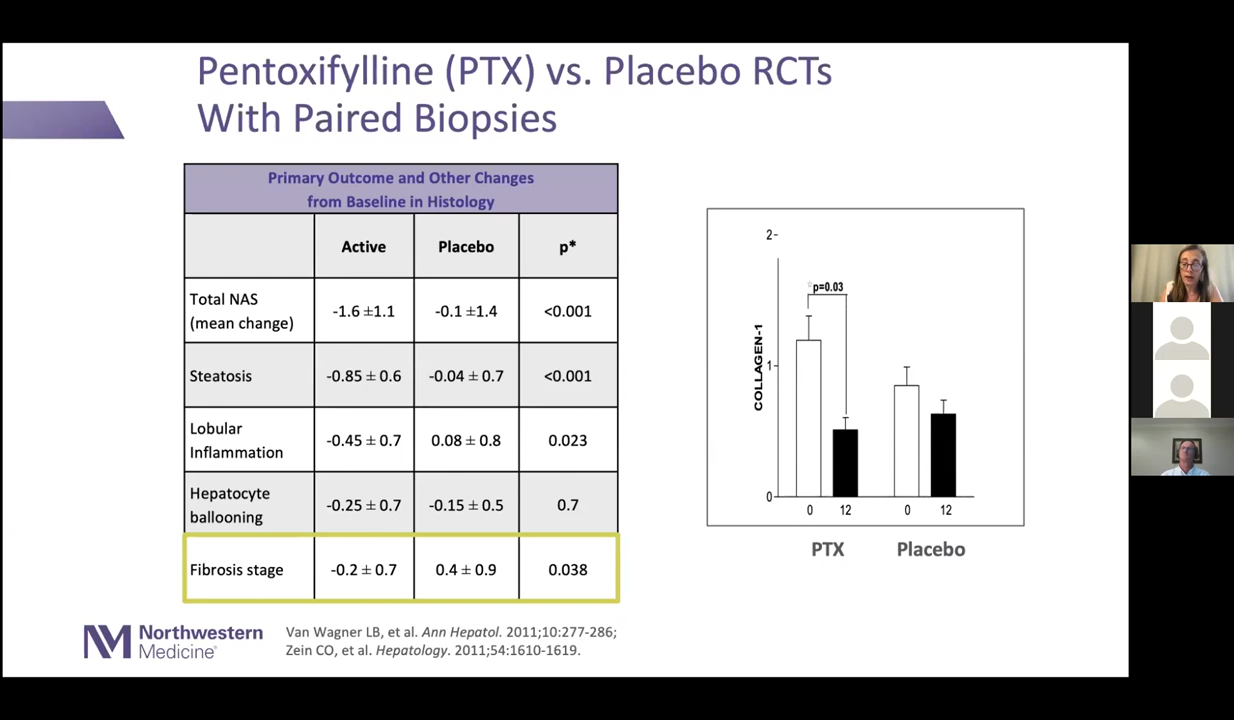 Pentoxifylline (PTX) vs. Placebo RCTs
With Paired Biopsies
Primary Outcome and Other Changes
from Baseline in Histology
Active Placebo p*
Total NAS
(mean change) -1.6 ±1.1 -0.1 ±1.4 <0.001
Steatosis -0.85 ± 0.6 -0.04 ± 0.7 <0.001
Lobular
Inflammation -0.45 ± 0.7 0.08 ± 0.8 0.023
Hepatocyte
ballooning -0.25 ± 0.7 -0.15 ± 0.5 0.7
Fibrosis stage -0.2 ± 0.7 0.4 ± 0.9 0.038
2-
p=0.03
COLLAGEN-1
1-
0-
0 12 0 12
PTX Placebo
NM Northwestern
Medicine®
Van Wagner LB, et al. Ann Hepatol. 2011;10:277-286;
Zein CO, et al. Hepatology. 2011;54:1610-1619.